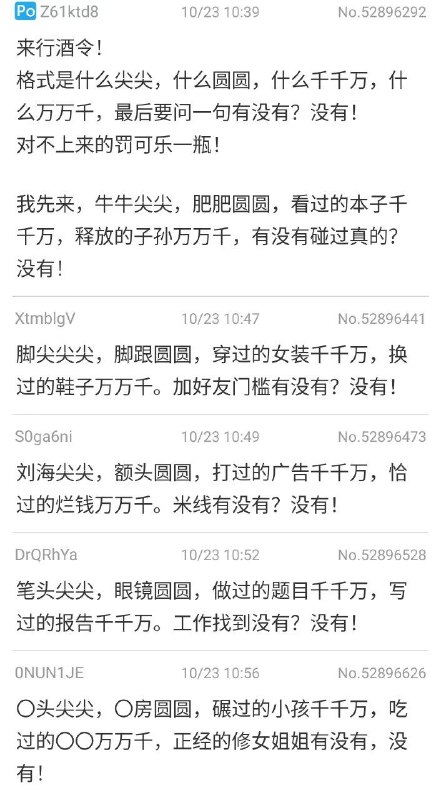 Po Z61ktd8 10/23 10:39 No.52896292
来行酒令！
格式是什么尖尖，什么圆圆，什么千千万，什
么万万千，最后要问一句有没有？没有！
对不上来的罚可乐一瓶！
我先来，牛牛尖尖，肥肥圆圆，看过的本子千
千万，释放的子孙万万千，有没有碰过真的？
没有！
XtmblgV 10/23 10:47 No.52896441
脚尖尖尖，脚跟圆圆，穿过的女装千千万，换
过的鞋子万万千。加好友门槛有没有？没有！
S0ga6ni 10/23 10:49 No.52896473
刘海尖尖，额头圆圆，打过的广告千千万，恰
过的烂钱万万千。米线有没有？没有！
DrQRhYa 10/23 10:52 No.52896528
笔头尖尖，眼镜圆圆，做过的题目千千万，写
过的报告千千万。工作找到没有？没有！
0NUN1JE 10/23 10:56 No.52896626
〇头尖尖，〇房圆圆，碾过的小孩千千万，吃
过的〇〇万万千，正经的修女姐姐有没有，没
有！